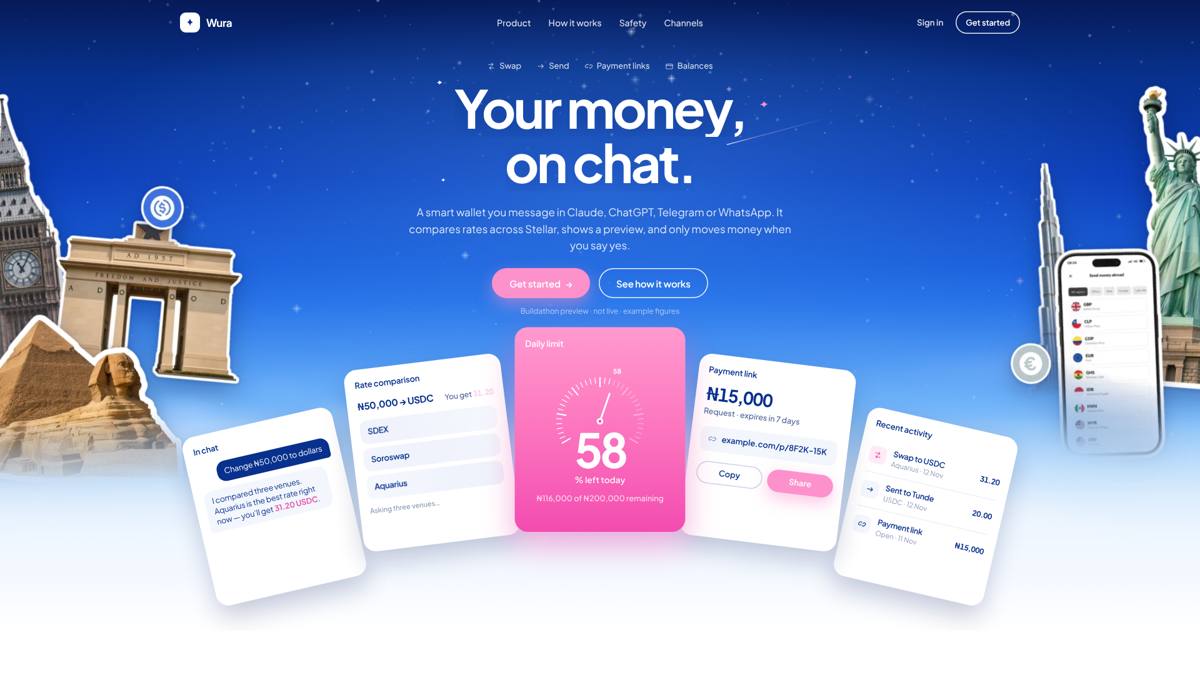 Wura
Product How it works Safety Channels
Sign in Get started
Swap Send Payment links Balances
Your money,
on chat.
A smart wallet you message in Claude, ChatGPT, Telegram or WhatsApp. It
compares rates across Stellar, shows a preview, and only moves money when
you say yes.
Get started → See how it works
Buildathon preview · not live · example figures
AD 1957
FREEDOM AND JUSTICE
In chat
Change ₦50,000 to dollars
I compared three venues.
Aquarius is the best rate right
now — you'll get 31.20 USDC.
Rate comparison
₦50,000 → USDC You get 31.20
SDEX
Soroswap
Aquarius
Asking three venues...
Daily limit
58
58
% left today
₦116,000 of ₦200,000 remaining
Payment link
₦15,000
Request · expires in 7 days
example.com/p/8F2K-15K
Copy Share
Recent activity
Swap to USDC
Aquarius · 12 Nov
31.20
Sent to Tunde
USDC · 12 Nov
20.00
Payment link
Open · 11 Nov
₦15,000
Send money abroad
GBP
CLP
COP
EUR
GHS